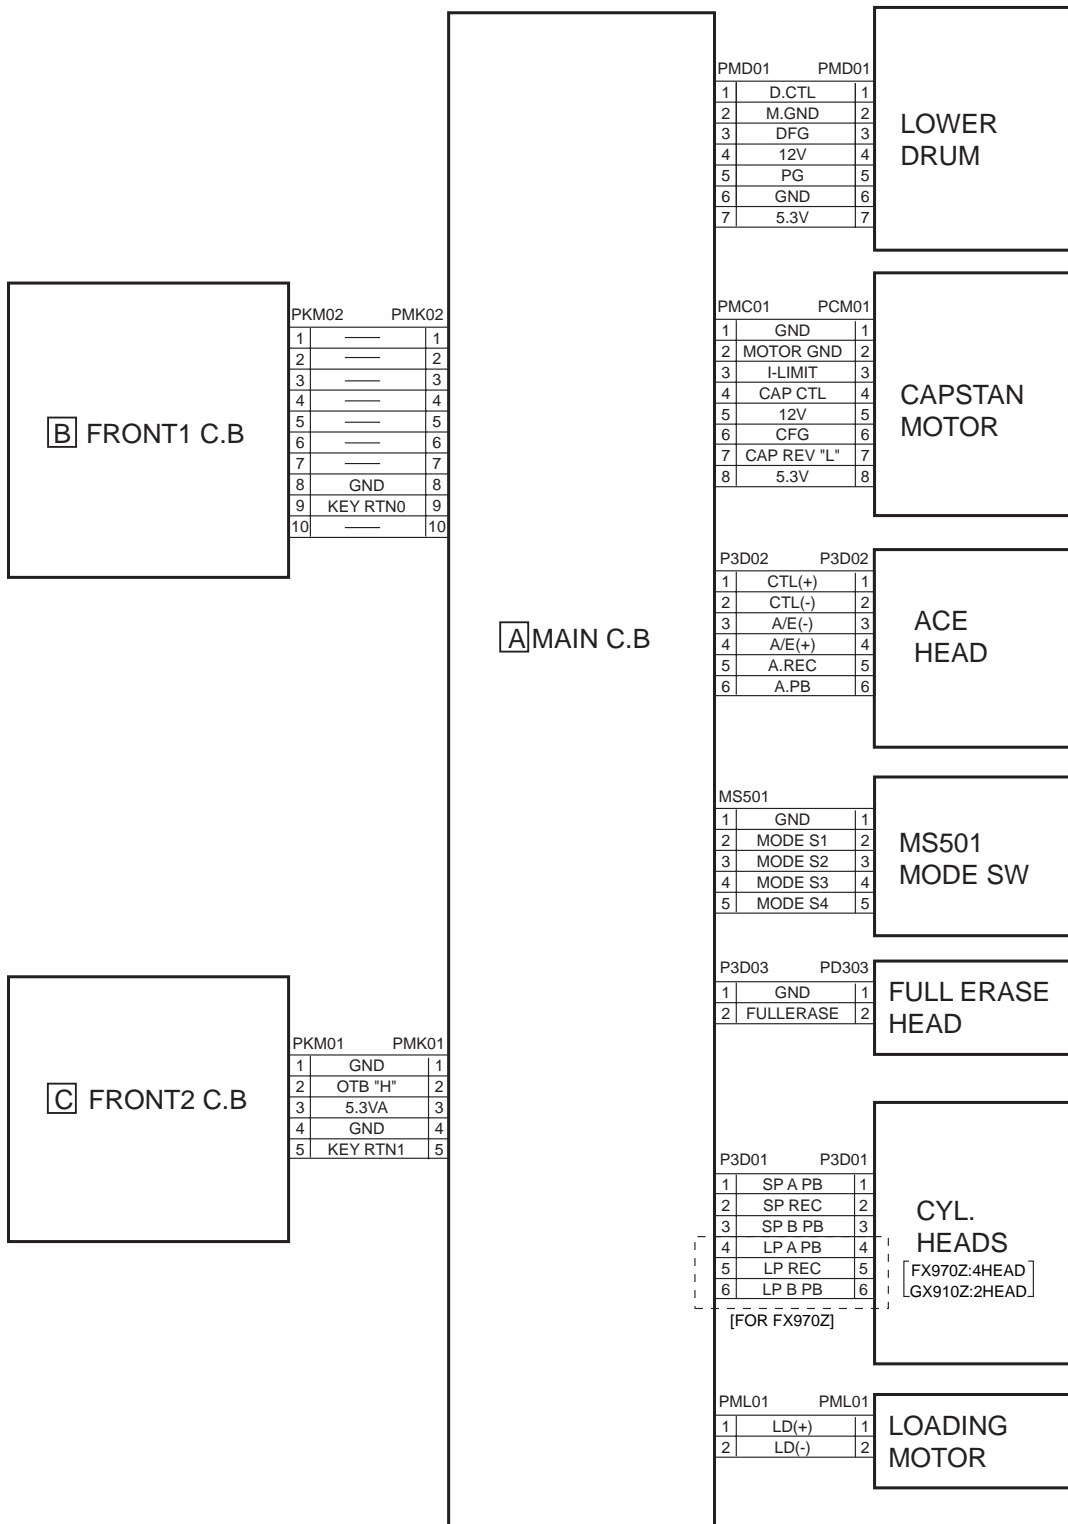 PMD01 PMD01
1 D.CTL 1
2 M.GND 2
3 DFG 3
4 12V 4
5 PG 5
6 GND 6
7 5.3V 7
LOWER
DRUM
PKM02 PMK02
1 —— 1
2 —— 2
3 —— 3
4 —— 4
5 —— 5
6 —— 6
7 —— 7
8 GND 8
9 KEY RTN0 9
10 —— 10
B FRONT1 C.B
PMC01 PCM01
1 GND 1
2 MOTOR GND 2
3 I-LIMIT 3
4 CAP CTL 4
5 12V 5
6 CFG 6
7 CAP REV "L" 7
8 5.3V 8
CAPSTAN
MOTOR
A MAIN C.B
P3D02 P3D02
1 CTL(+) 1
2 CTL(-) 2
3 A/E(-) 3
4 A/E(+) 4
5 A.REC 5
6 A.PB 6
ACE
HEAD
MS501
1 GND 1
2 MODE S1 2
3 MODE S2 3
4 MODE S3 4
5 MODE S4 5
MS501
MODE SW
P3D03 PD303
1 GND 1
2 FULLERASE 2
FULL ERASE
HEAD
C FRONT2 C.B
PKM01 PMK01
1 GND 1
2 OTB "H" 2
3 5.3VA 3
4 GND 4
5 KEY RTN1 5
P3D01 P3D01
1 SP A PB 1
2 SP REC 2
3 SP B PB 3
4 LP A PB 4
5 LP REC 5
6 LP B PB 6
[FOR FX970Z]
CYL.
HEADS
FX970Z:4HEAD
GX910Z:2HEAD
PML01 PML01
1 LD(+) 1
2 LD(-) 2
LOADING
MOTOR